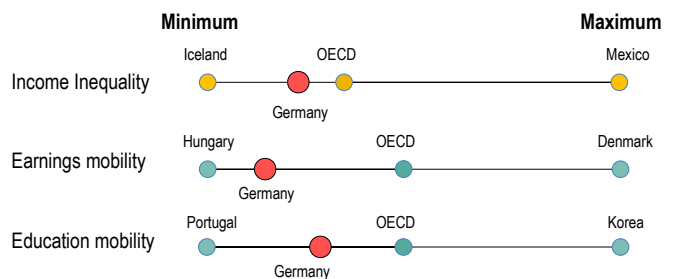 Minimum Maximum
Iceland OECD Mexico
Income Inequality
Germany
Hungary OECD Denmark
Earnings mobility
Germany
Portugal OECD Korea
Education mobility
Germany